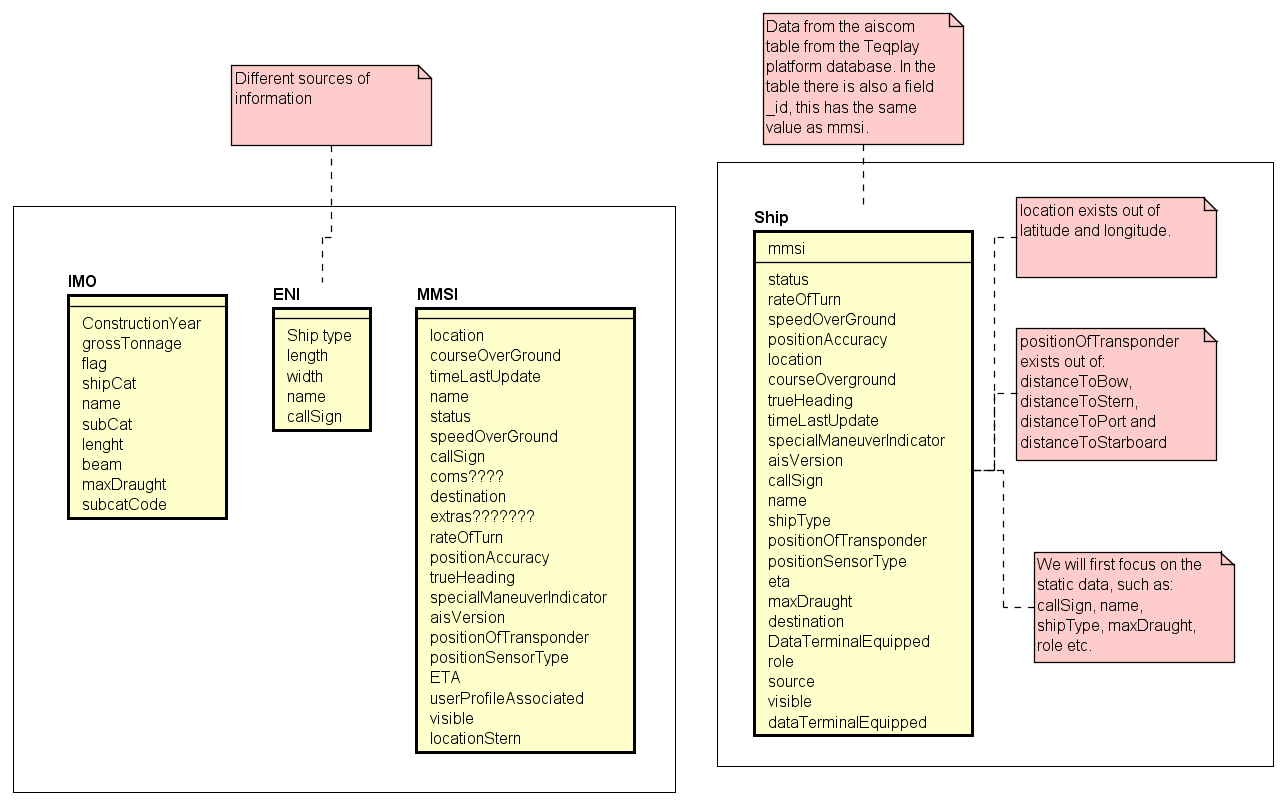 Different sources of
information
IMO
ConstructionYear
grossTonnage
flag
shipCat
name
subCat
lenght
beam
maxDraught
subcatCode
ENI
Ship type
length
width
name
callSign
MMSI
location
courseOverGround
timeLastUpdate
name
status
speedOverGround
callSign
coms????
destination
extras???????
rateOfTurn
positionAccuracy
trueHeading
specialManeuverIndicator
aisVersion
positionOfTransponder
positionSensorType
ETA
userProfileAssociated
visible
locationStern
Data from the aiscom
table from the Teqplay
platform database. In the
table there is also a field
_id, this has the same
value as mmsi.
Ship
mmsi
status
rateOfTurn
speedOverGround
positionAccuracy
location
courseOverground
trueHeading
timeLastUpdate
specialManeuverIndicator
aisVersion
callSign
name
shipType
positionOfTransponder
positionSensorType
eta
maxDraught
destination
DataTerminalEquipped
role
source
visible
dataTerminalEquipped
location exists out of
latitude and longitude.
positionOfTransponder
exists out of:
distanceToBow,
distanceToStern,
distanceToPort and
distanceToStarboard
We will first focus on the
static data, such as:
callSign, name,
shipType, maxDraught,
role etc.